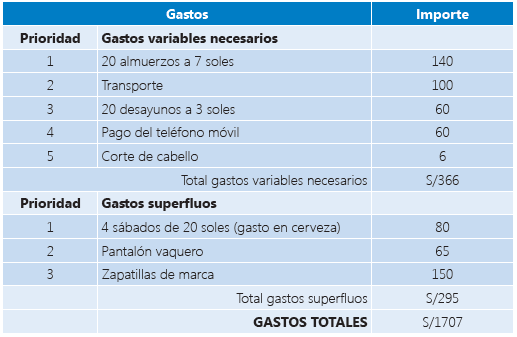 Gastos Importe
Prioridad Gastos variables necesarios
1 20 almuerzos a 7 soles 140
2 Transporte 100
3 20 desayunos a 3 soles 60
4 Pago del teléfono móvil 60
5 Corte de cabello 6
Total gastos variables necesarios S/366
Prioridad Gastos superfluos
1 4 sábados de 20 soles (gasto en cerveza) 80
2 Pantalón vaquero 65
3 Zapatillas de marca 150
Total gastos superfluos S/295
GASTOS TOTALES S/1707